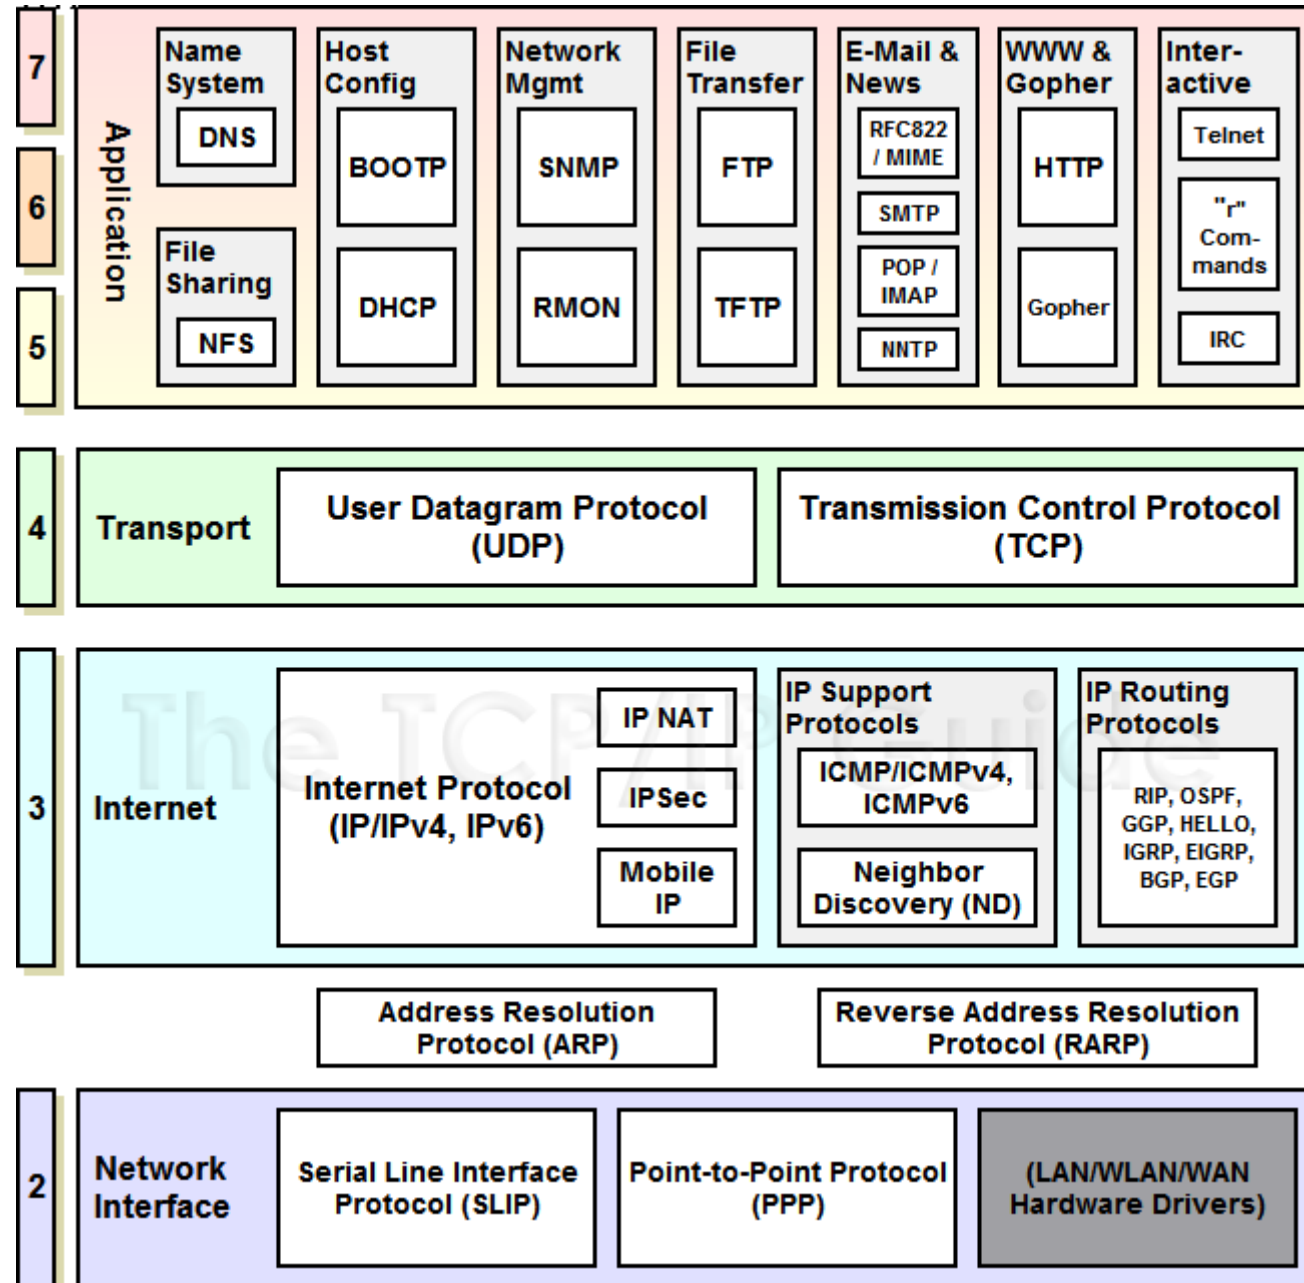 7
6
5
Application
Name
System
DNS
File
Sharing
NFS
Host
Config
BOOTP
DHCP
Network
Mgmt
SNMP
RMON
File
Transfer
FTP
TFTP
E-Mail &
News
RFC822
/ MIME
SMTP
POP /
IMAP
NNTP
WWW &
Gopher
HTTP
Gopher
Inter-
active
Telnet
"r"
Com-
mands
IRC
4
Transport
User Datagram Protocol
(UDP)
Transmission Control Protocol
(TCP)
The TCP/IP Guide
3
Internet
Internet Protocol
(IP/IPv4, IPv6)
IP NAT
IPSec
Mobile
IP
IP Support
Protocols
ICMP/ICMPv4,
ICMPv6
Neighbor
Discovery (ND)
IP Routing
Protocols
RIP, OSPF,
GGP, HELLO,
IGRP, EIGRP,
BGP, EGP
Address Resolution
Protocol (ARP)
Reverse Address Resolution
Protocol (RARP)
2
Network
Interface
Serial Line Interface
Protocol (SLIP)
Point-to-Point Protocol
(PPP)
(LAN/WLAN/WAN
Hardware Drivers)